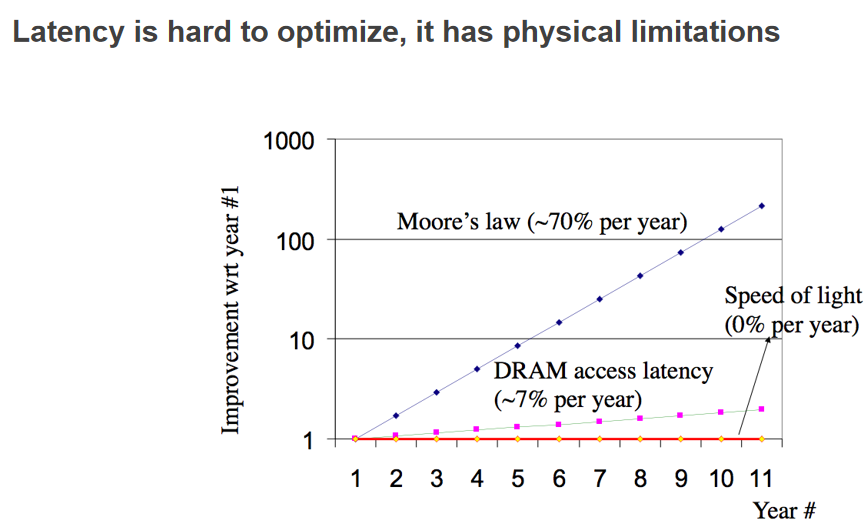 Latency is hard to optimize, it has physical limitations
Improvement wrt year #1
1000
100
10
1
Moore's law (~70% per year)
Speed of light
(0% per year)
DRAM access latency
(~7% per year)
1 2 3 4 5 6 7 8 9 10 11
Year #